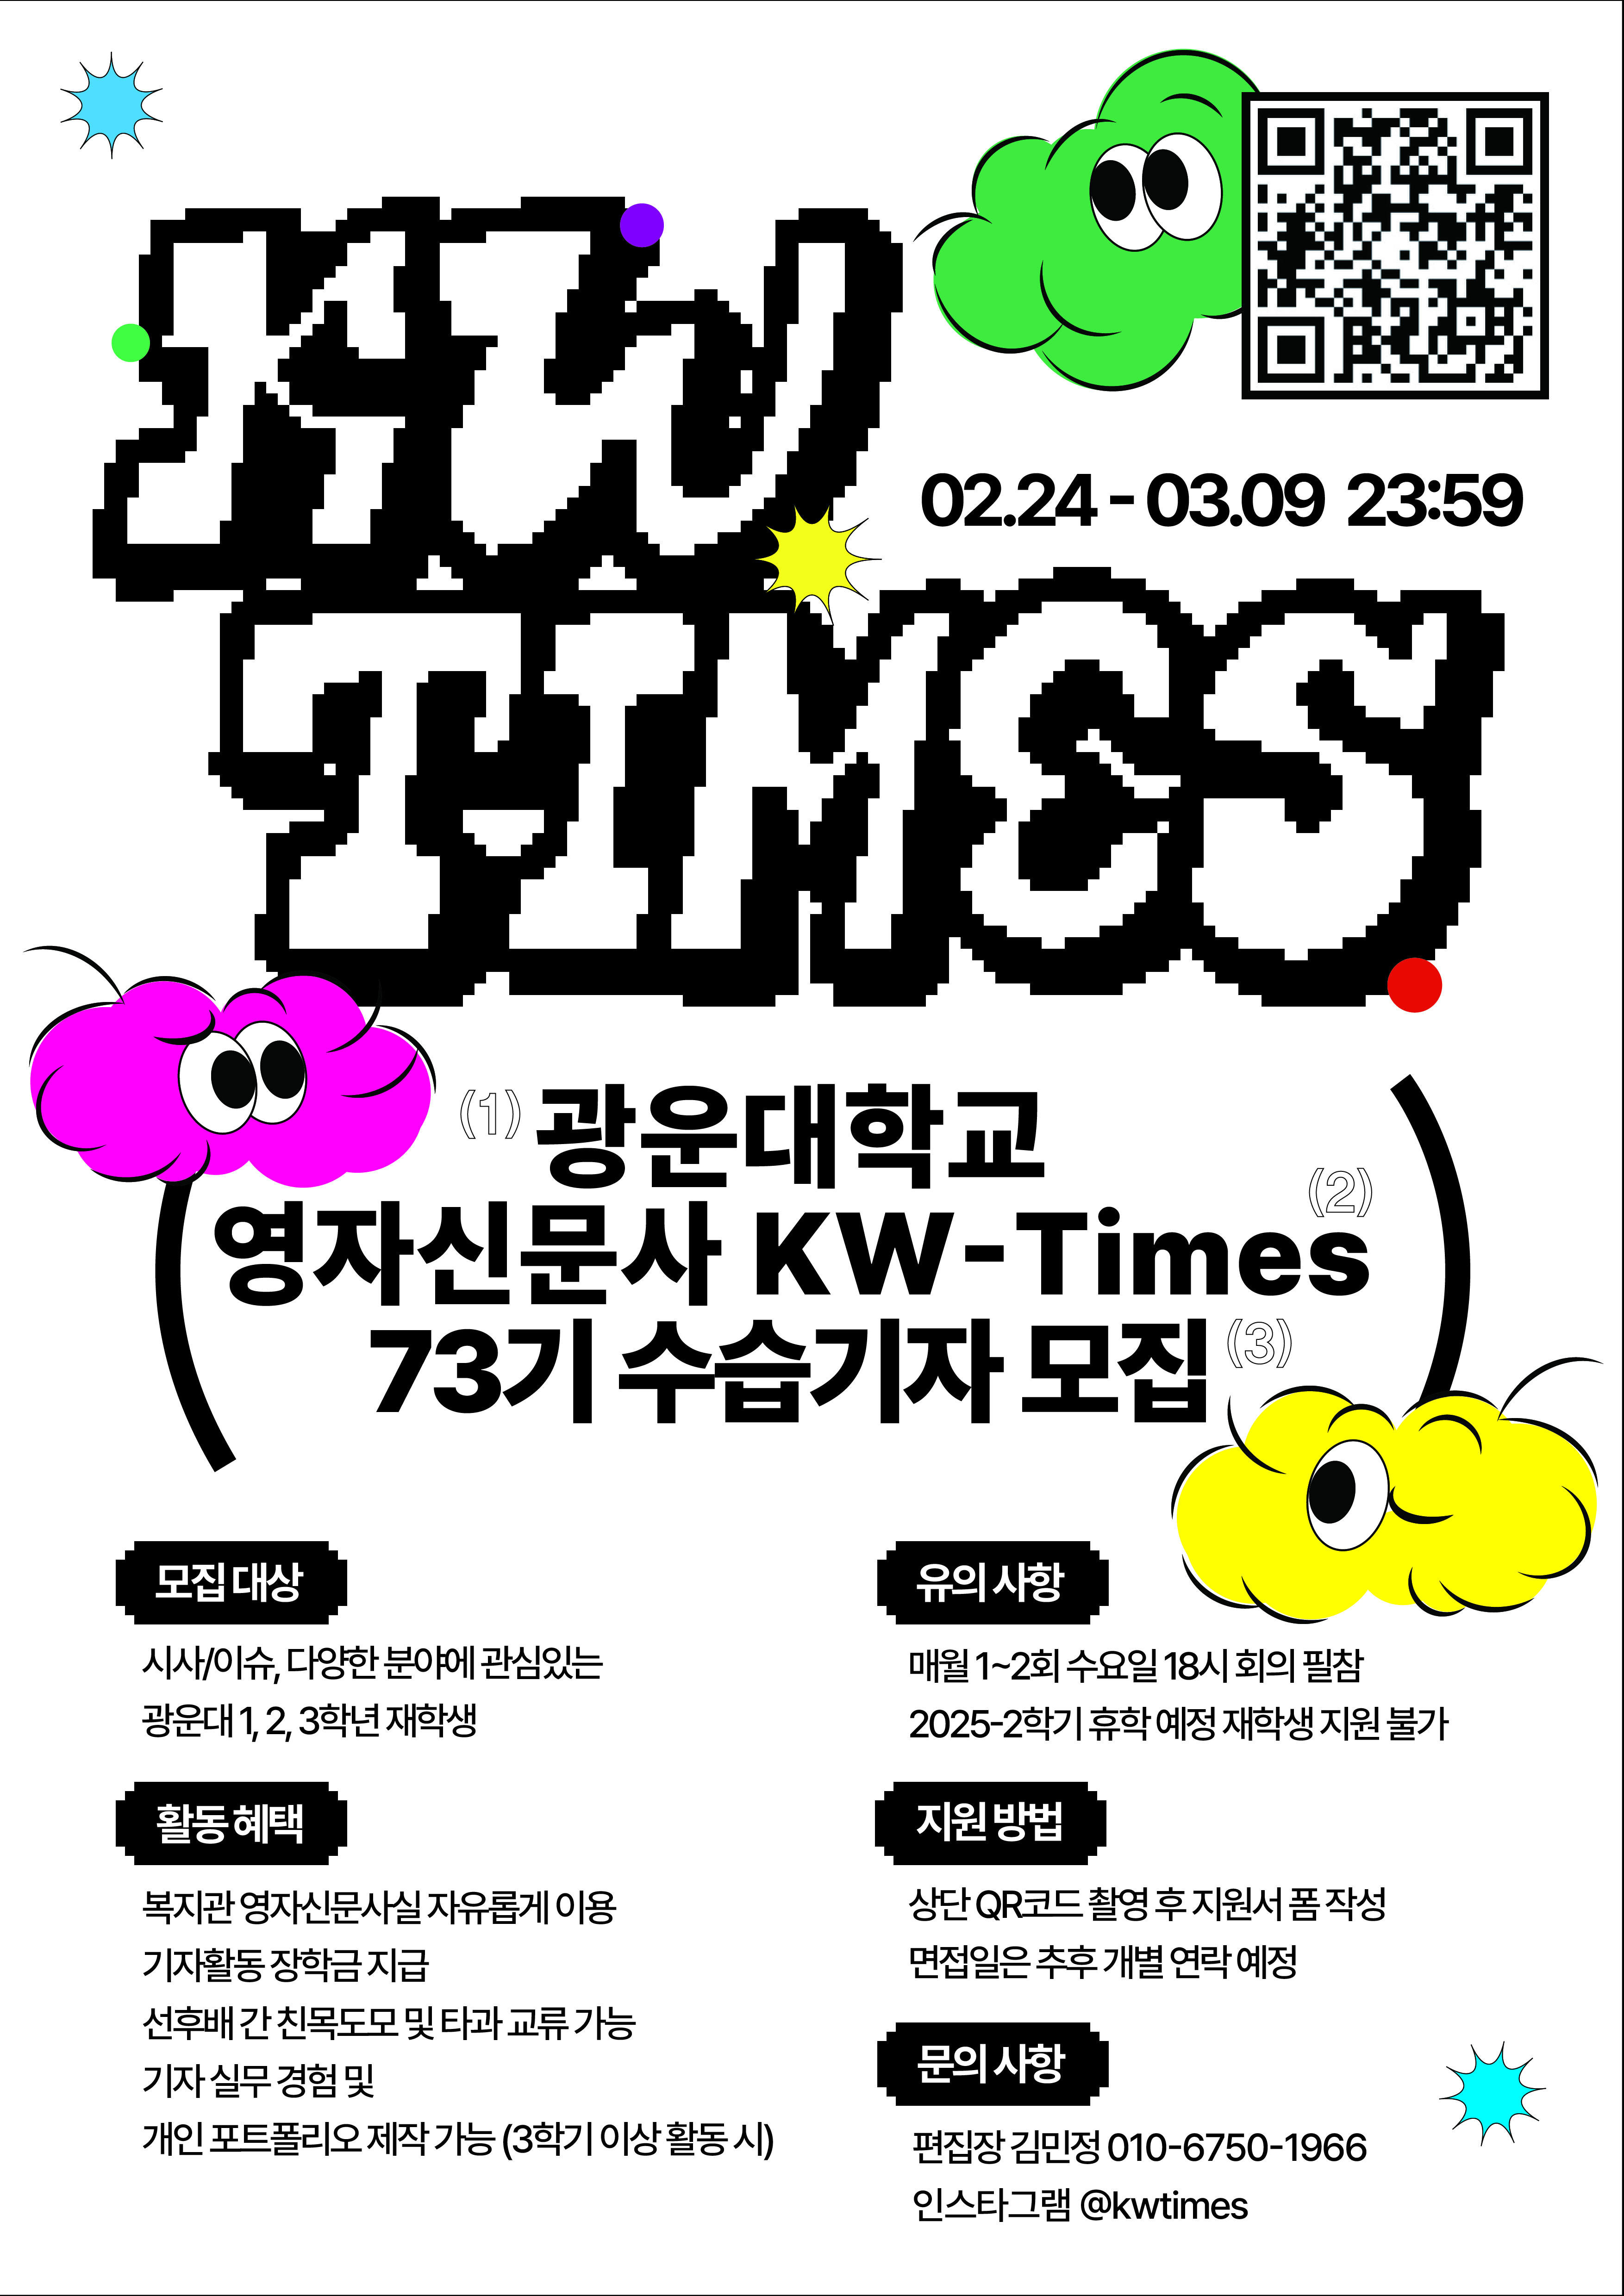 KW
02.24 - 03.09 23:59
TIMES
(1) 광운대학교
영자신문사 KW-Times (2)
73기 수습기자 모집 (3)
모집 대상
시사/이슈, 다양한 분야에 관심있는
광운대 1, 2, 3학년 재학생
활동 혜택
복지관 영자신문사실 자유롭게 이용
기자활동 장학금 지급
선후배 간 친목도모 및 타과 교류 가능
기자 실무 경험 및
개인 포트폴리오 제작 가능 (3학기 이상 활동 시)
유의 사항
매월 1~2회 수요일 18시 회의 필참
2025-2학기 휴학 예정 재학생 지원 불가
지원 방법
상단 QR코드 촬영 후 지원서 폼 작성
면접일은 추후 개별 연락 예정
문의 사항
편집장 김민정 010-6750-1966
인스타그램 @kwtimes